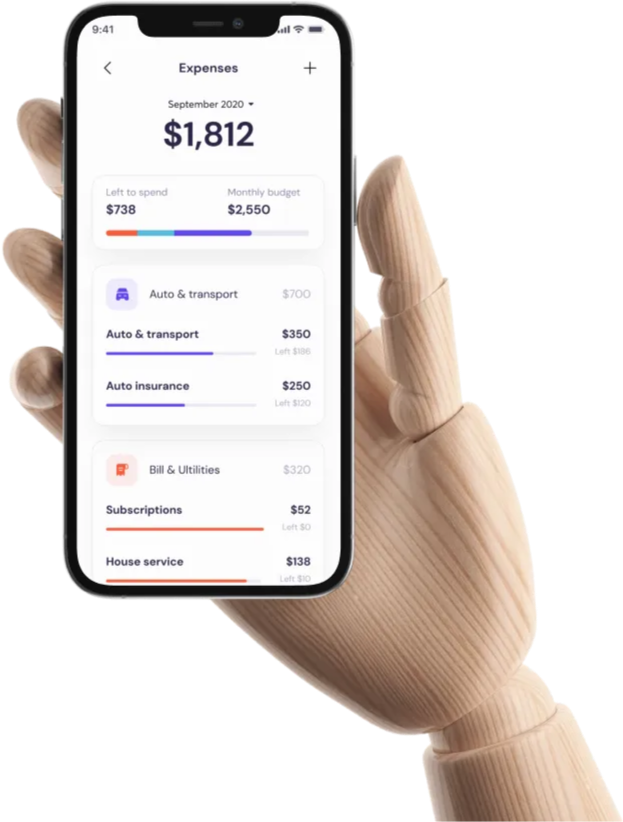 9:41
Expenses
September 2020
$1,812
Left to spend Monthly budget
$738 $2,550
Auto & transport $700
Auto & transport $350
Left $186
Auto insurance $250
Left $120
Bill & Ultilities $320
Subscriptions $52
Left $0
House service $138
Left $10